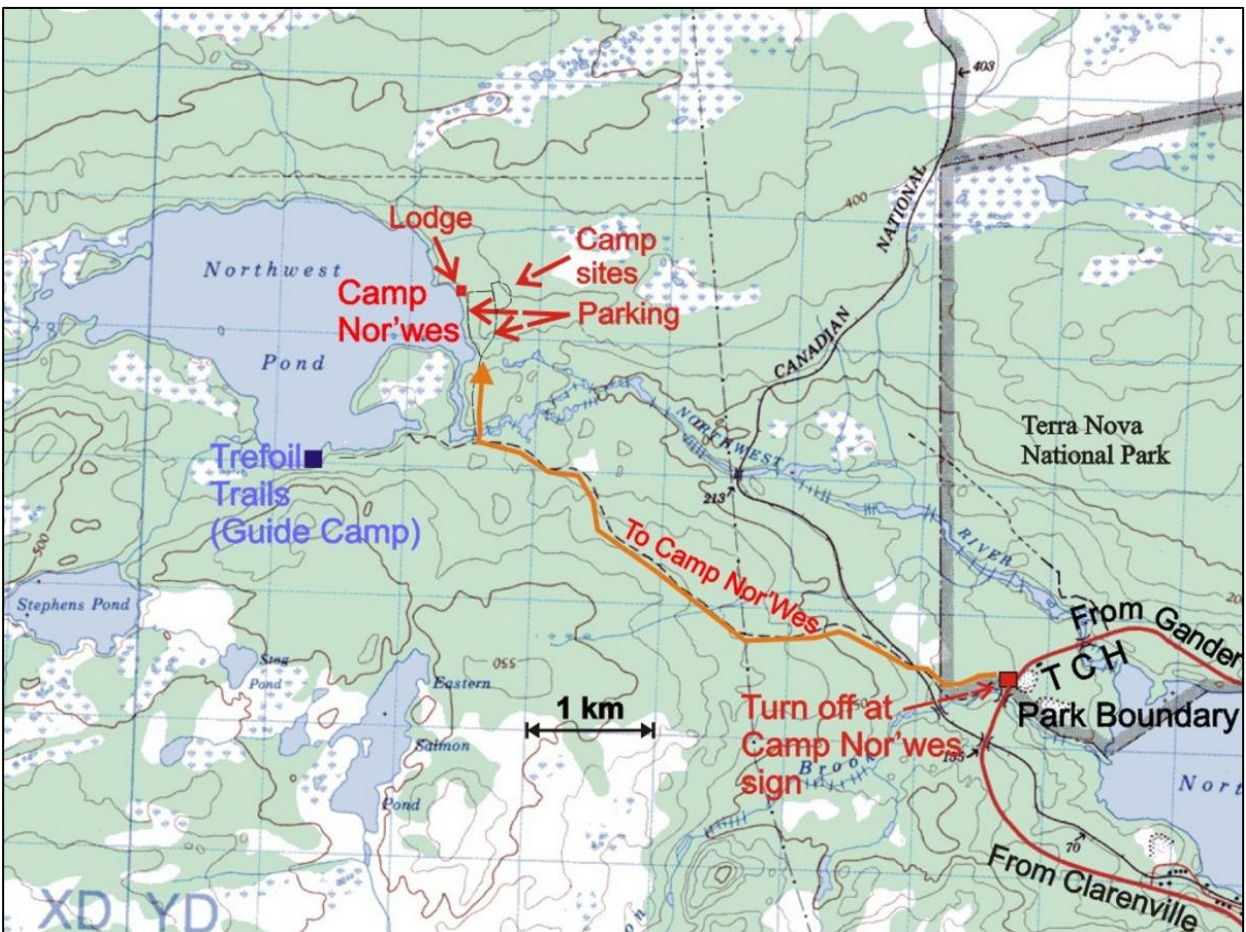 403
400
NATIONAL
CANADIAN
Lodge
Camp
sites
Northwest
Camp
Nor'wes
Parking
Pond
NORTHWEST
RIVER
213
Terra Nova
National Park
Trefoil
Trails
(Guide Camp)
500
To Camp Nor'Wes
Stephens Pond
Stag
Pond
550
Eastern
Salmon
Pond
1 km
From Gander
TCH
Park Boundary
Turn off at
Camp Nor'wes
sign
Brook
135
70
Nort
From Clarenville
XD YD